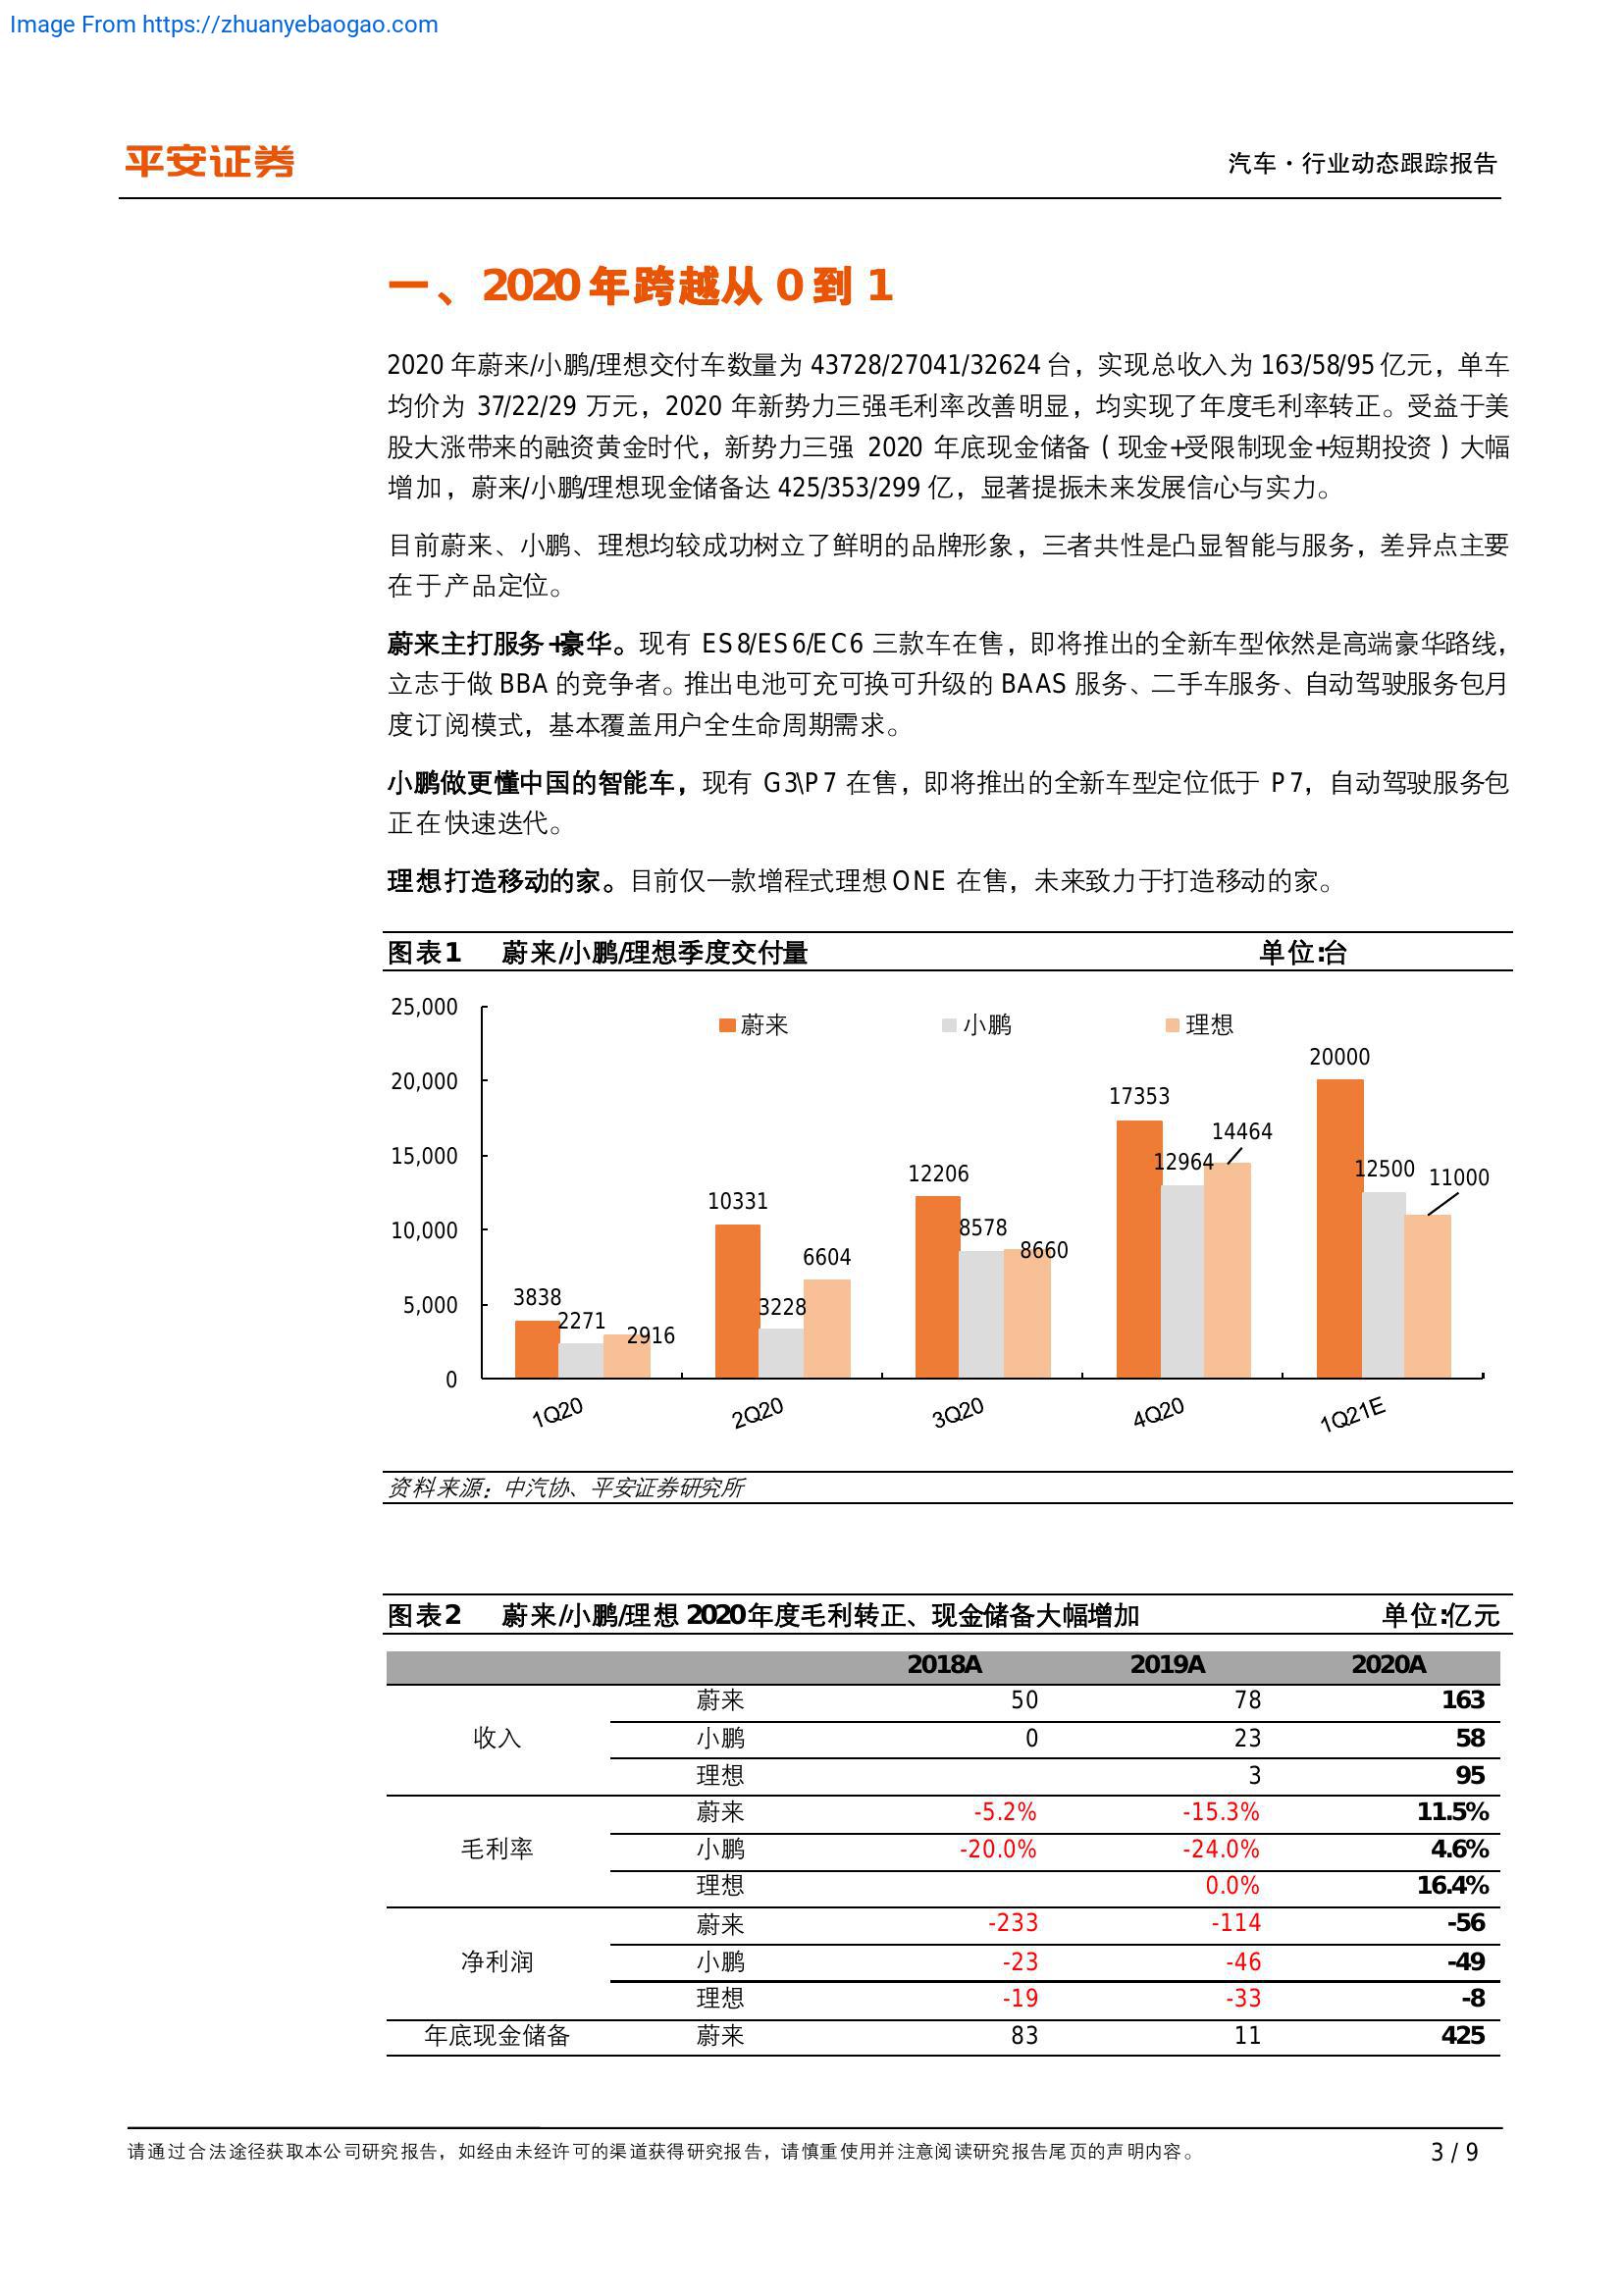 Image From https://zhuanyebaogao.com
平安证券
汽车·行业动态跟踪报告
一、2020 年跨越从 0 到 1
2020 年蔚来/小鹏/理想交付车数量为 43728/27041/32624 台，实现总收入为 163/58/95 亿元，单车
均价为 37/22/29 万元，2020 年新势力三强毛利率改善明显，均实现了年度毛利率转正。受益于美
股大涨带来的融资黄金时代，新势力三强 2020 年底现金储备（现金+受限制现金+短期投资）大幅
增加，蔚来/小鹏/理想现金储备达 425/353/299 亿，显著提振未来发展信心与实力。
目前蔚来、小鹏、理想均较成功树立了鲜明的品牌形象，三者共性是凸显智能与服务，差异点主要
在于产品定位。
蔚来主打服务+豪华。现有 ES8/ES6/EC6 三款车在售，即将推出的全新车型依然是高端豪华路线，
立志于做 BBA 的竞争者。推出电池可充可换可升级的 BAAS 服务、二手车服务、自动驾驶服务包月
度订阅模式，基本覆盖用户全生命周期需求。
小鹏做更懂中国的智能车，现有 G3\P7 在售，即将推出的全新车型定位低于 P7，自动驾驶服务包
正在快速迭代。
理想打造移动的家。目前仅一款增程式理想 ONE 在售，未来致力于打造移动的家。
图表1 蔚来/小鹏/理想季度交付量 单位:台
蔚来 小鹏 理想
25,000
20,000
15,000
10,000
5,000
0
3838 2271 2916
10331 3228 6604
12206 8578 8660
17353 12964 14464
20000 12500 11000
1Q20 2Q20 3Q20 4Q20 1Q21E
资料来源：中汽协、平安证券研究所
图表2 蔚来/小鹏/理想 2020年度毛利转正、现金储备大幅增加 单位:亿元
2018A 2019A 2020A
收入
蔚来 50 78 163
小鹏 0 23 58
理想 3 95
毛利率
蔚来 -5.2% -15.3% 11.5%
小鹏 -20.0% -24.0% 4.6%
理想 0.0% 16.4%
净利润
蔚来 -233 -114 -56
小鹏 -23 -46 -49
理想 -19 -33 -8
年底现金储备 蔚来 83 11 425
请通过合法途径获取本公司研究报告，如经由未经许可的渠道获得研究报告，请慎重使用并注意阅读研究报告尾页的声明内容。
3 / 9